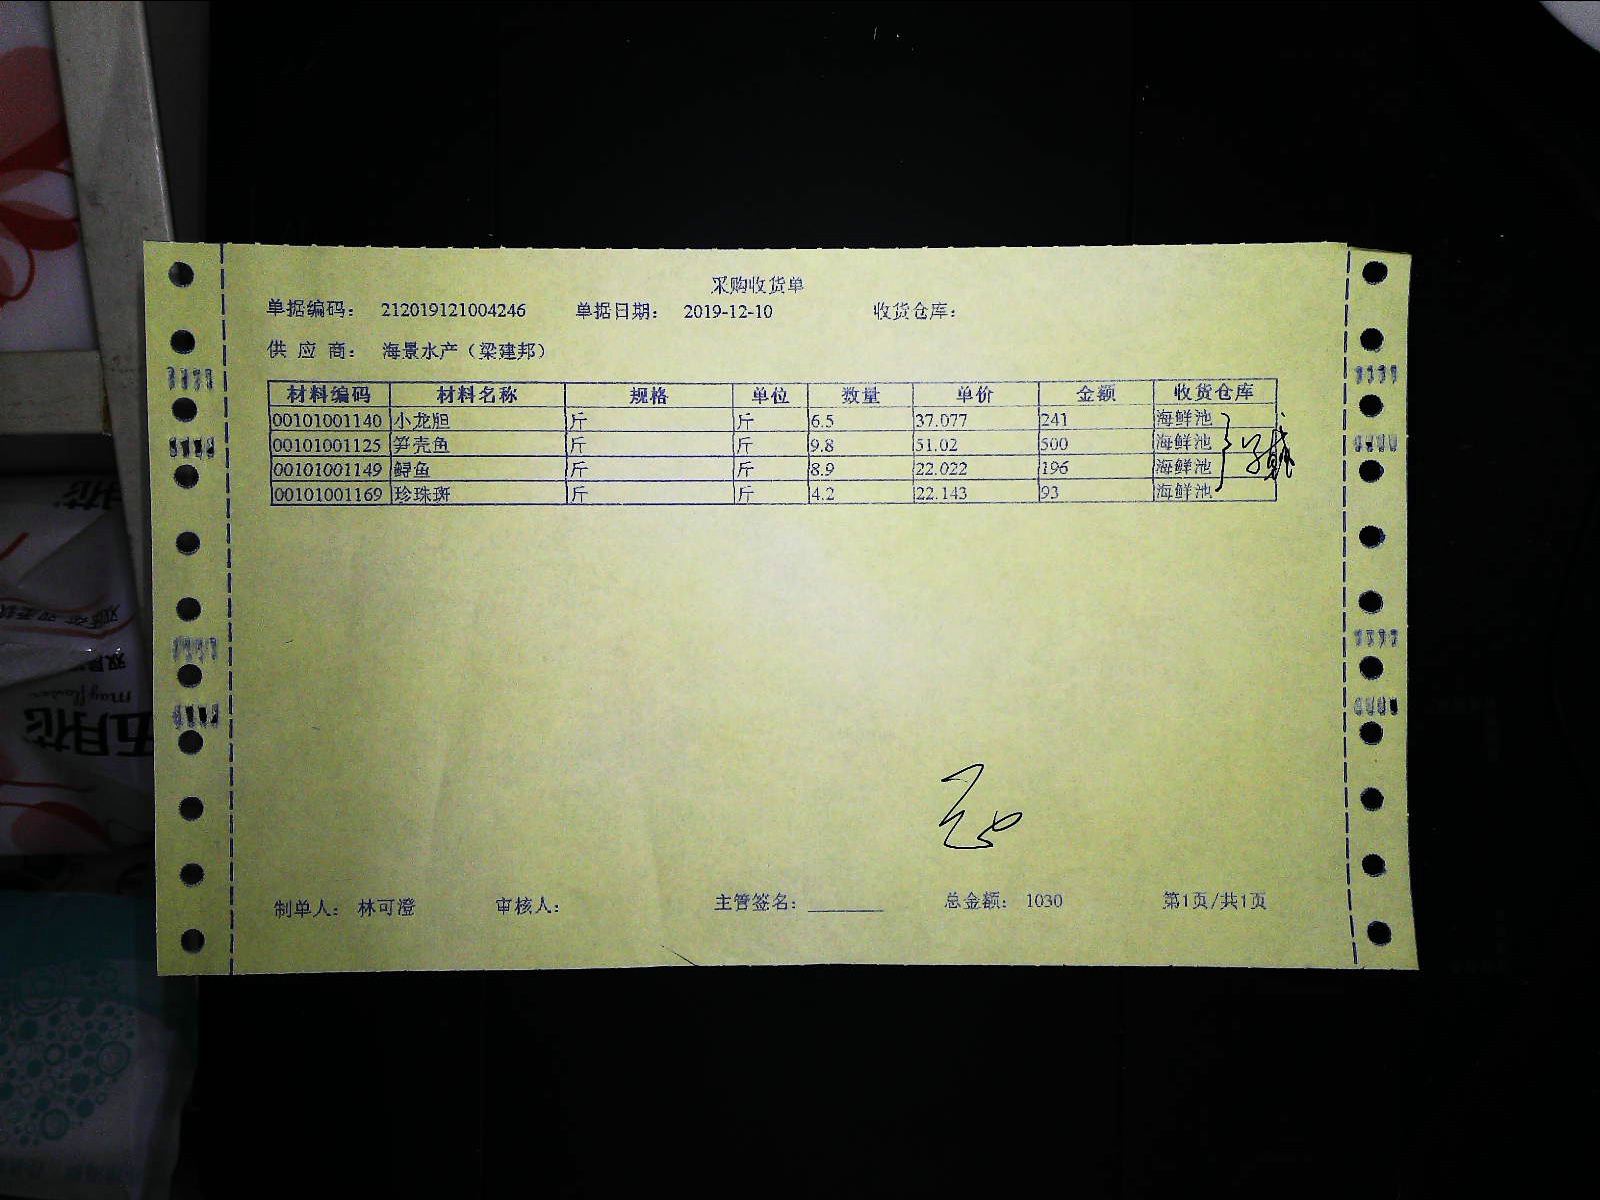 采购收货单
单据编码： 212019121004246 单据日期： 2019-12-10 收货仓库：
供 应 商： 海景水产（梁建邦）
材料编码 材料名称 规格 单位 数量 单价 金额 收货仓库
00101001140 小龙胆 斤 斤 6.5 37.077 241 海鲜池
00101001125 笋壳鱼 斤 斤 9.8 51.02 500 海鲜池
00101001149 鲟鱼 斤 斤 8.9 22.022 196 海鲜池
00101001169 珍珠斑 斤 斤 4.2 22.143 93 海鲜池
制单人： 林可澄 审核人： 主管签名：________ 总金额： 1030 第1页/共1页
五月花
mayflower